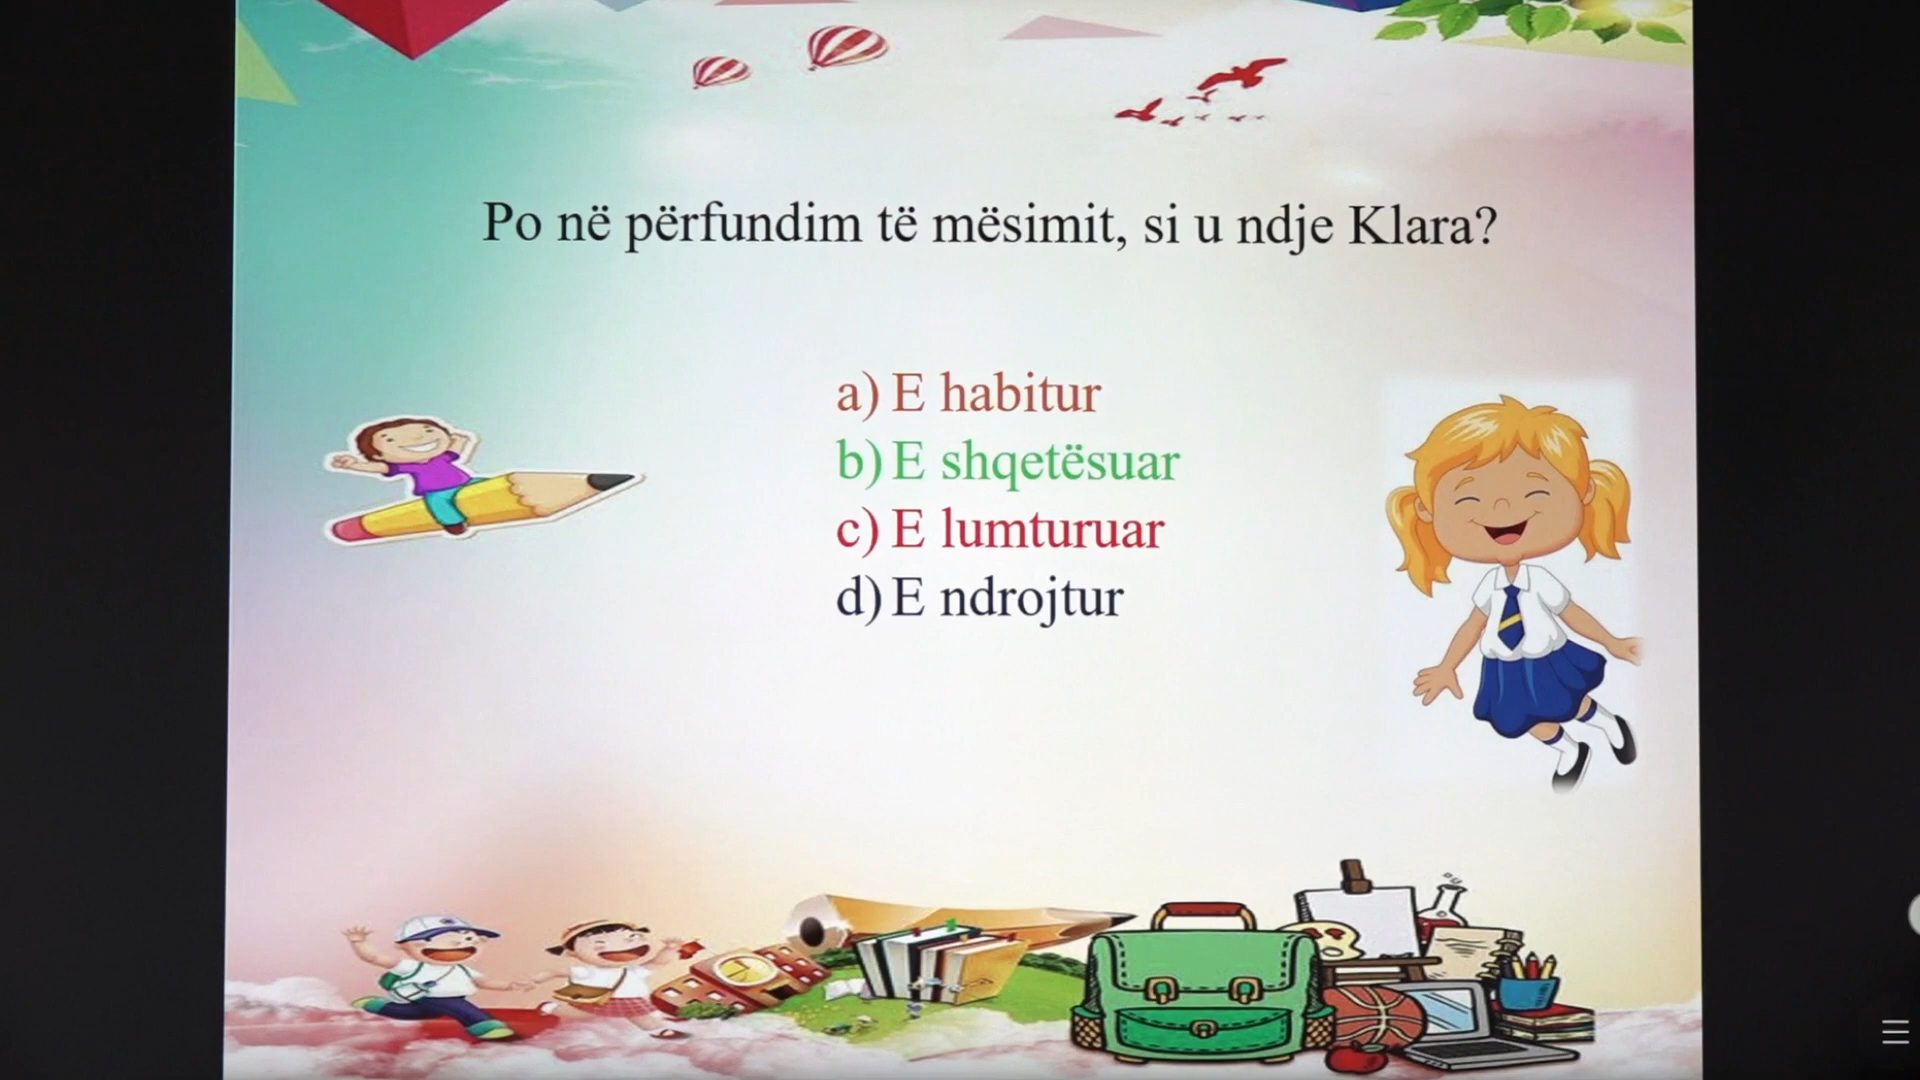 Po në përfundim të mësimit, si u ndje Klara?
a) E habitur
b) E shqetësuar
c) E lumturuar
d) E ndrojtur